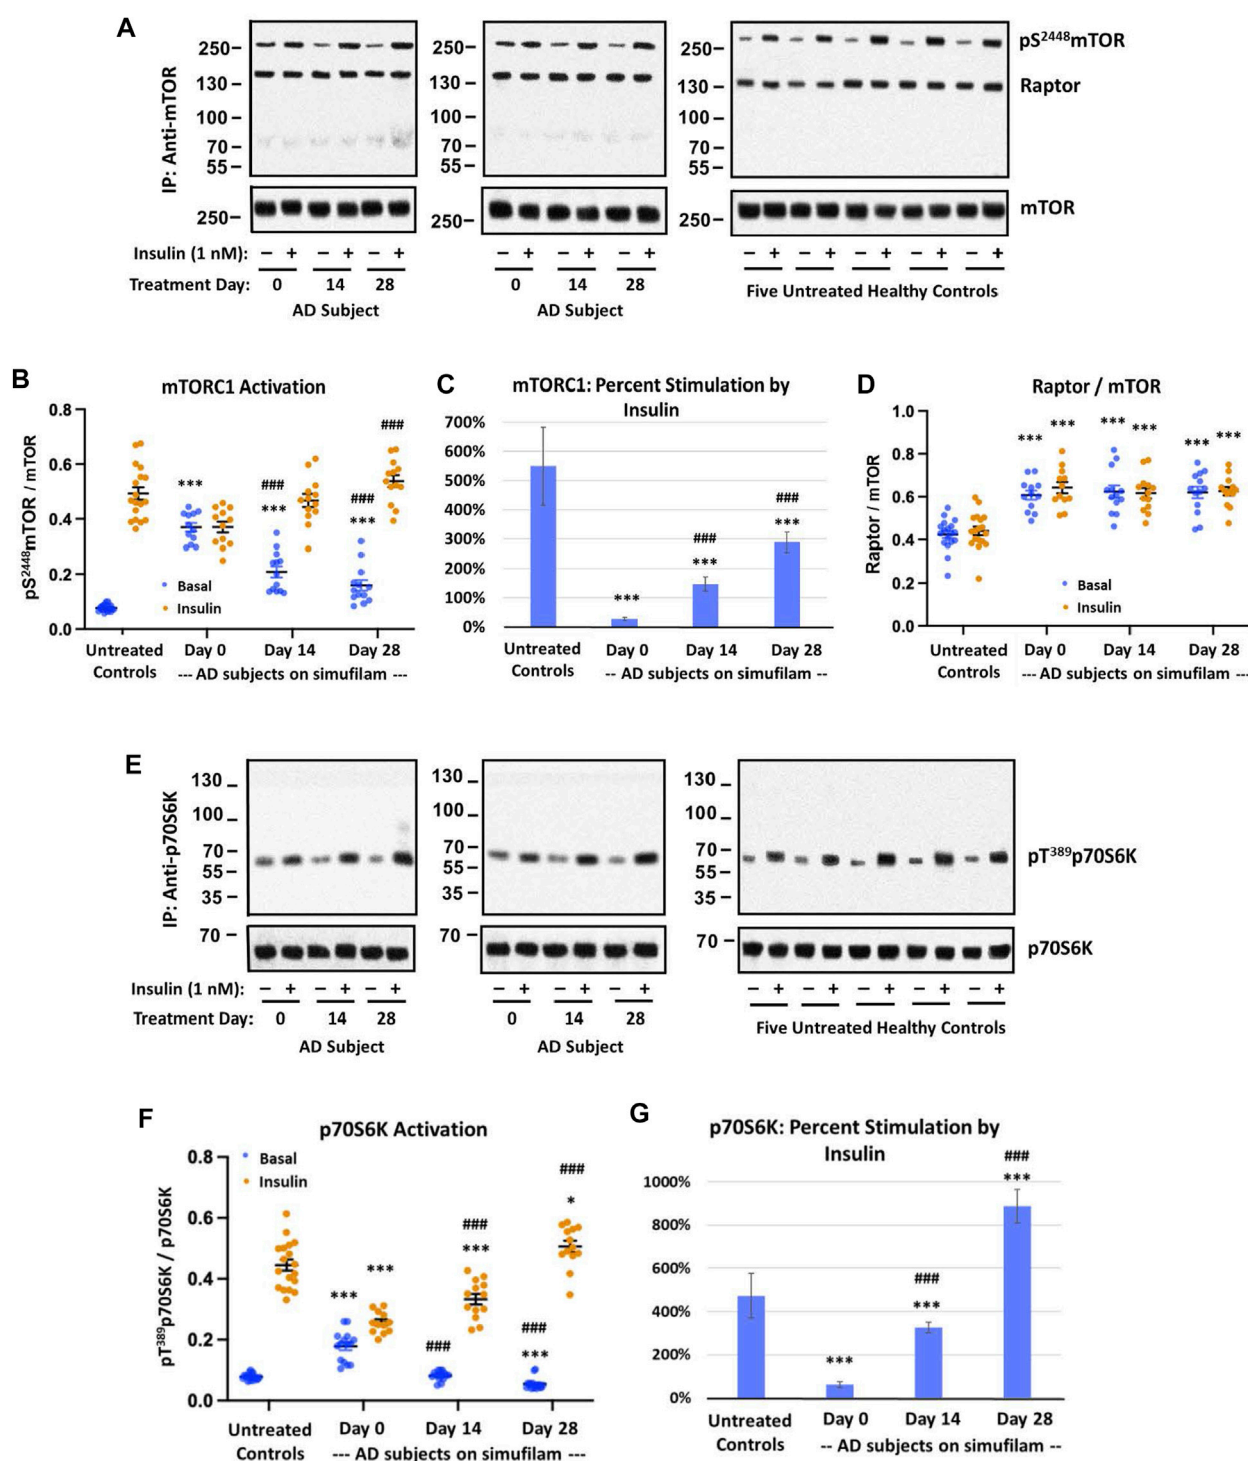 A
IP: Anti-mTOR
250
130
100
70
55
250
250
130
100
70
55
250
250
130
100
70
55
250
pS2448mTOR
Raptor
mTOR
Insulin (1 nM): – + – + – +
– + – + – +
– + – + – + – + – +
Treatment Day: 0 14 28
0 14 28
AD Subject
AD Subject
Five Untreated Healthy Controls
B
mTORC1 Activation
pS2448mTOR / mTOR
0.8
0.6
0.4
0.2
0.0
***
###
***
###
***
###
Basal
Insulin
Untreated Controls
Day 0
Day 14
Day 28
--- AD subjects on simufilam ---
C
mTORC1: Percent Stimulation by
Insulin
700%
600%
500%
400%
300%
200%
100%
0%
***
###
***
###
***
Untreated Controls
Day 0
Day 14
Day 28
-- AD subjects on simufilam --
D
Raptor / mTOR
Raptor / mTOR
1.0
0.8
0.6
0.4
0.2
0.0
***
***
***
***
***
***
Basal
Insulin
Untreated Controls
Day 0
Day 14
Day 28
--- AD subjects on simufilam ---
E
IP: Anti-p70S6K
130
100
70
55
35
70
130
100
70
55
35
70
130
100
70
55
35
70
pT389p70S6K
p70S6K
Insulin (1 nM): – + – + – +
– + – + – +
– + – + – + – + – +
Treatment Day: 0 14 28
0 14 28
AD Subject
AD Subject
Five Untreated Healthy Controls
F
p70S6K Activation
pT389p70S6K / p70S6K
0.8
0.6
0.4
0.2
0.0
Basal
Insulin
***
***
###
###
***
###
***
###
*
Untreated Controls
Day 0
Day 14
Day 28
--- AD subjects on simufilam ---
G
p70S6K: Percent Stimulation by
Insulin
1000%
800%
600%
400%
200%
0%
***
###
***
###
***
Untreated Controls
Day 0
Day 14
Day 28
-- AD subjects on simufilam --